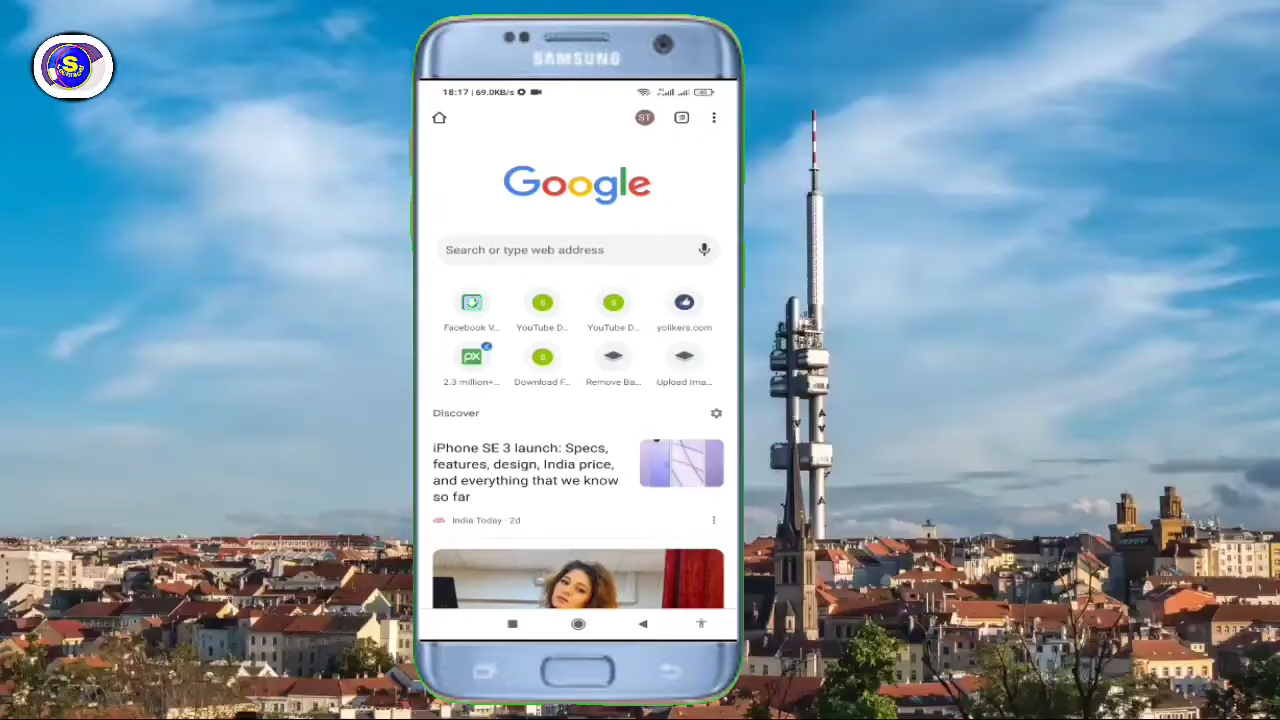 S
SAMSUNG
18:17 | 69.0KB/s
ST
Google
Search or type web address
Facebook V...
S
YouTube D...
S
YouTube D...
yolikers.com
px
2.3 million+...
S
Download F...
Remove Ba...
Upload Ima...
Discover
iPhone SE 3 launch: Specs,
features, design, India price,
and everything that we know
so far
India Today · 2d